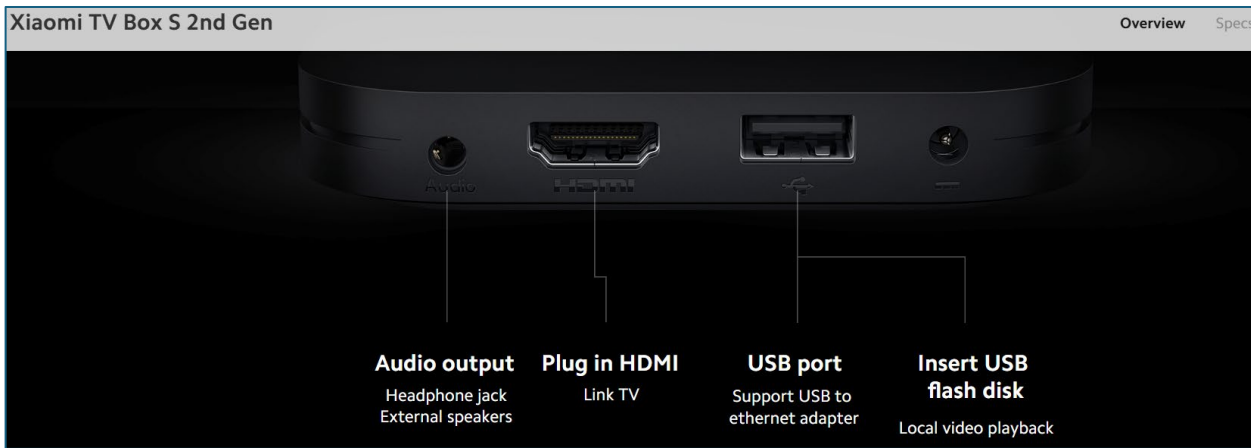 Xiaomi TV Box S 2nd Gen
Overview
Specs
Audio
HDMI
Audio output
Headphone jack
External speakers
Plug in HDMI
Link TV
USB port
Support USB to
ethernet adapter
Insert USB
flash disk
Local video playback